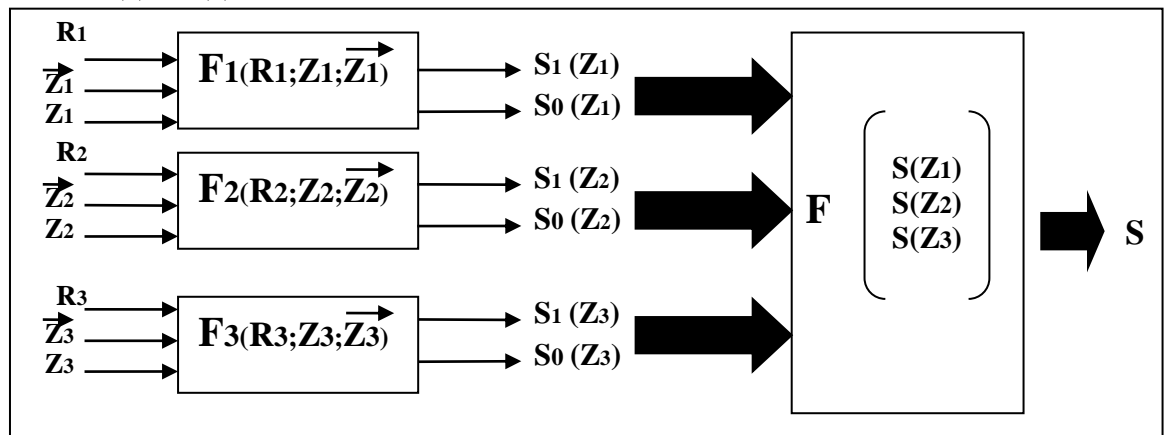 R1
Z1
Z1
F1(R1;Z1;Z1)
S1 (Z1)
S0 (Z1)
R2
Z2
Z2
F2(R2;Z2;Z2)
S1 (Z2)
S0 (Z2)
R3
Z3
Z3
F3(R3;Z3;Z3)
S1 (Z3)
S0 (Z3)
F
S(Z1)
S(Z2)
S(Z3)
S